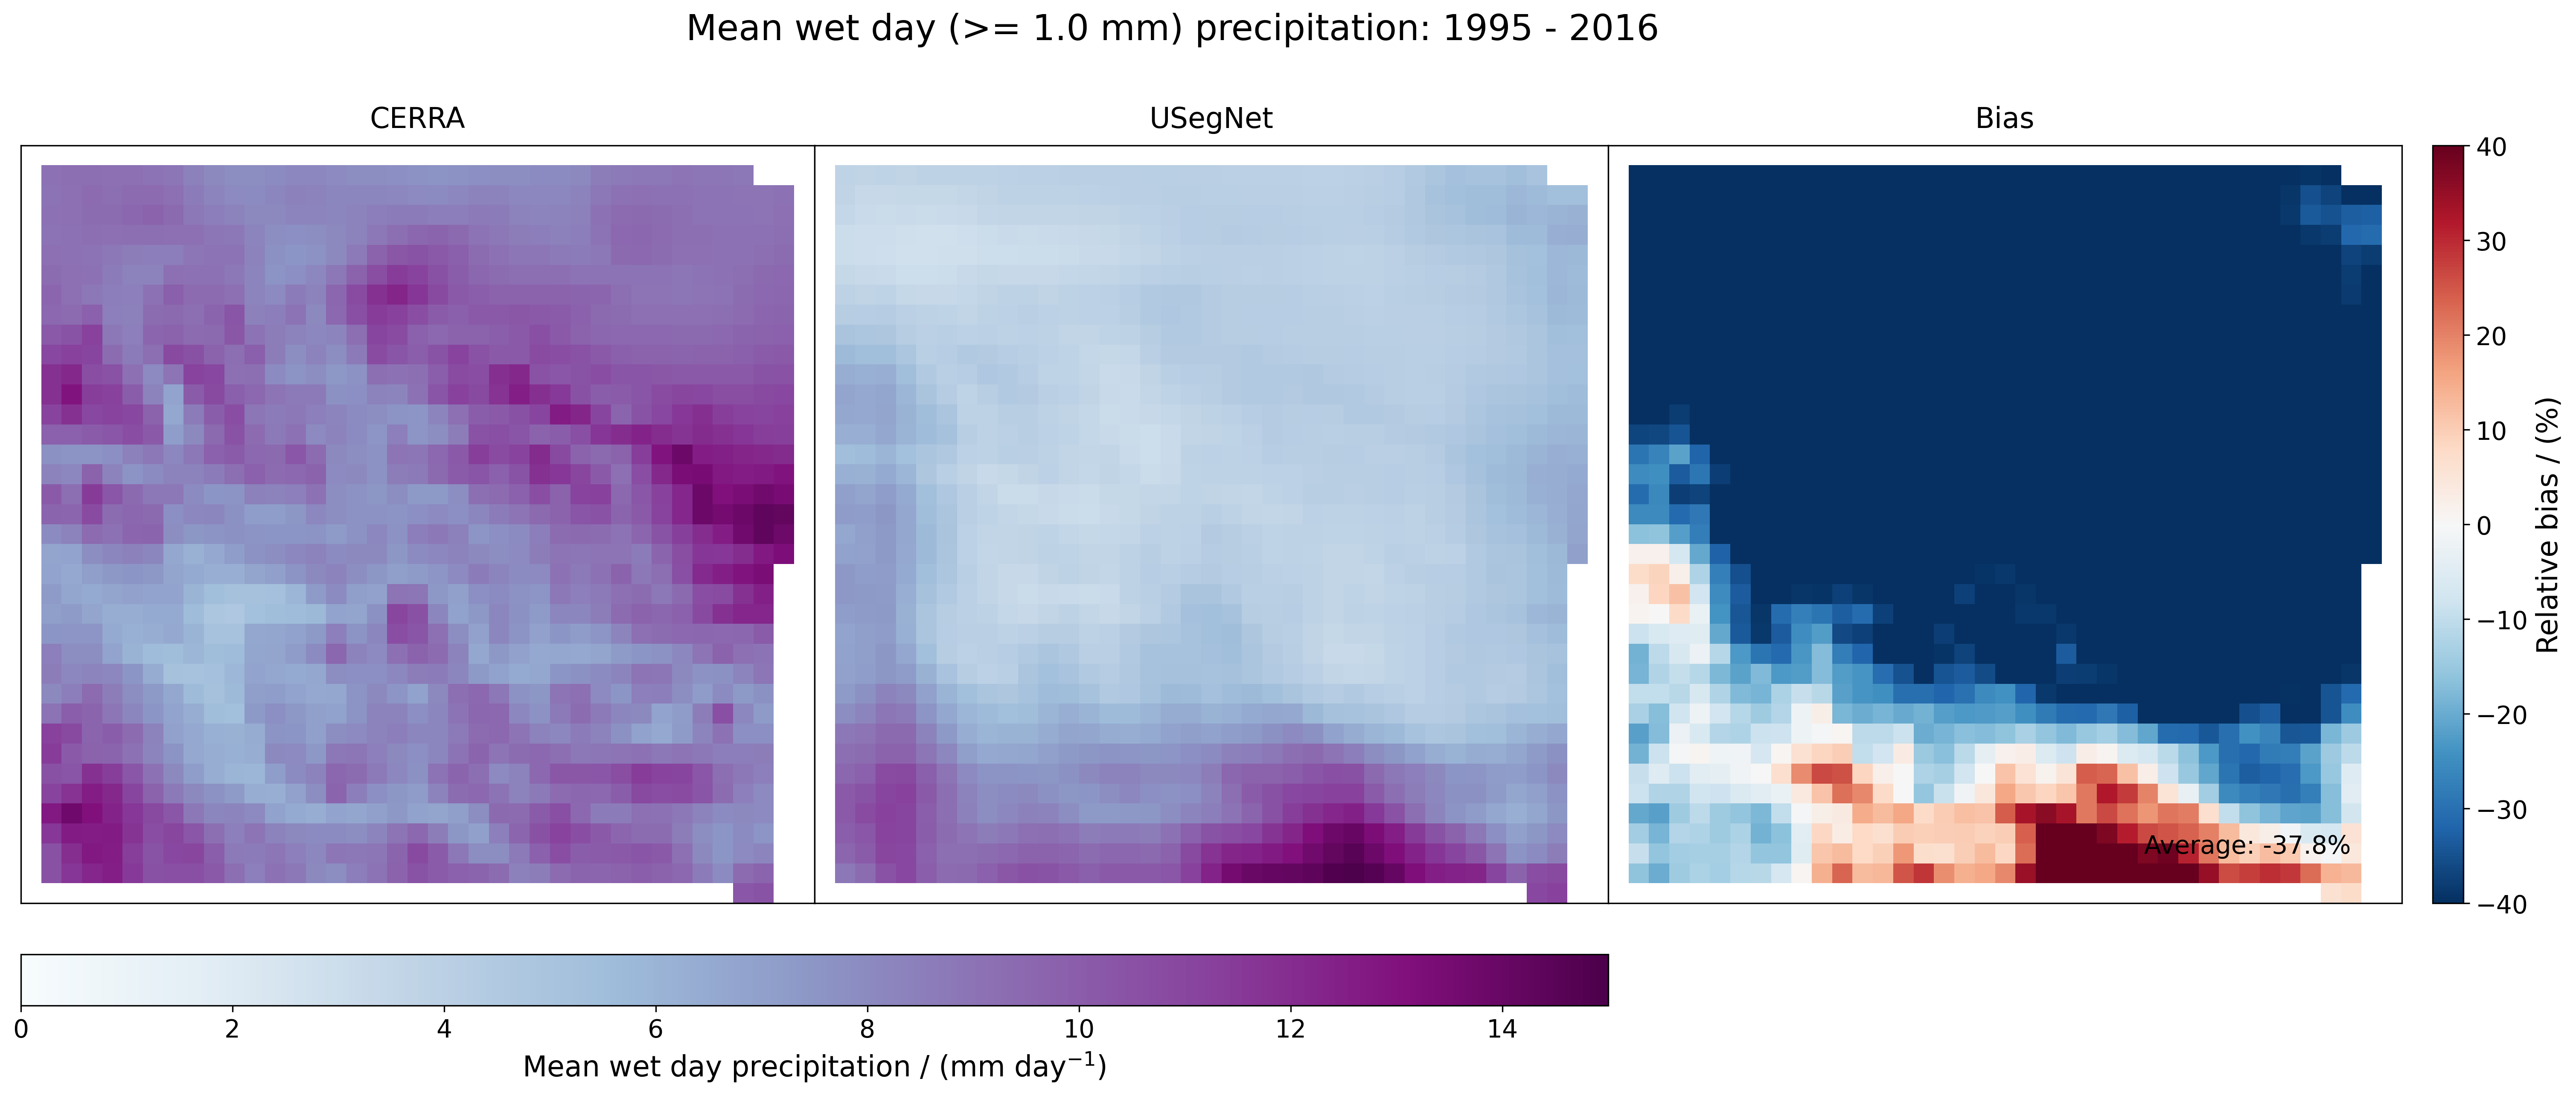 Mean wet day (>= 1.0 mm) precipitation: 1995 - 2016
CERRA
USegNet
Bias
40
30
20
10
0
−10
−20
−30
−40
Relative bias / (%)
Average: -37.8%
0 2 4 6 8 10 12 14
Mean wet day precipitation / (mm day⁻¹)